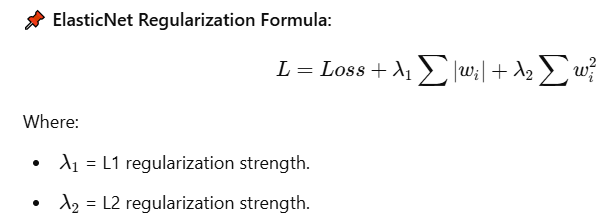 📌 ElasticNet Regularization Formula:
L = Loss + λ₁ ∑ |wᵢ| + λ₂ ∑ wᵢ²
Where:
• λ₁ = L1 regularization strength.
• λ₂ = L2 regularization strength.